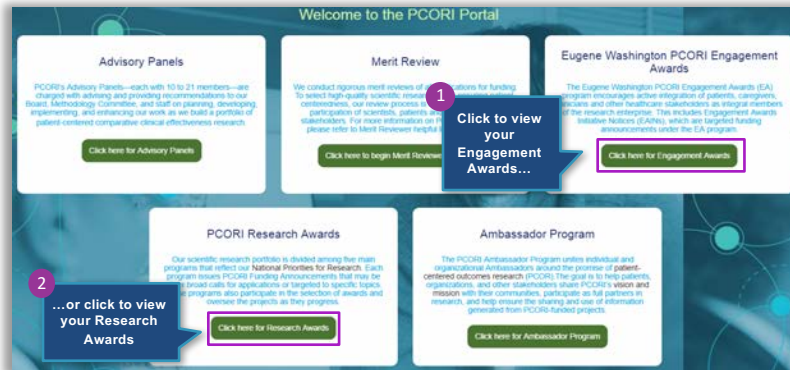 Welcome to the PCORI Portal
Advisory Panels
PCORI's Advisory Panels—each with 10 to 21 members—are
charged with advising and providing recommendations to our
Board, Methodology Committee, and staff on planning, developing,
implementing, and enhancing our work as we build a portfolio of
patient-centered comparative clinical effectiveness research.
Click here for Advisory Panels
Merit Review
We conduct rigorous merit reviews of applications for funding.
To select high-quality scientific
centeredness, our review process
participation of scientists, patients
stakeholders. For more information on
please refer to Merit Reviewer helpful
Click here to begin Merit Reviewer
1
Click to view
your
Engagement
Awards...
Eugene Washington PCORI Engagement
Awards
The Eugene Washington PCORI Engagement Awards (EA)
program encourages active integration of patients, caregivers,
clinicians and other healthcare stakeholders as integral members
of the research enterprise. This includes Engagement Awards
Initiative Notices (EAINs), which are targeted funding
announcements under the EA program.
Click here for Engagement Awards
PCORI Research Awards
Our scientific research portfolio is divided among five main
programs that reflect our National Priorities for Research. Each
program issues PCORI Funding Announcements that may be
broad calls for applications or targeted to specific topics.
programs also participate in the selection of awards and
oversee the projects as they progress.
Click here for Research Awards
2
...or click to view
your Research
Awards
Ambassador Program
The PCORI Ambassador Program unites individual and
organizational Ambassadors around the promise of patient-
centered outcomes research (PCOR).The goal is to help patients,
organizations, and other stakeholders share PCORI's vision and
mission with their communities, participate as full partners in
research, and help ensure the sharing and use of information
generated from PCORI-funded projects.
Click here for Ambassador Program